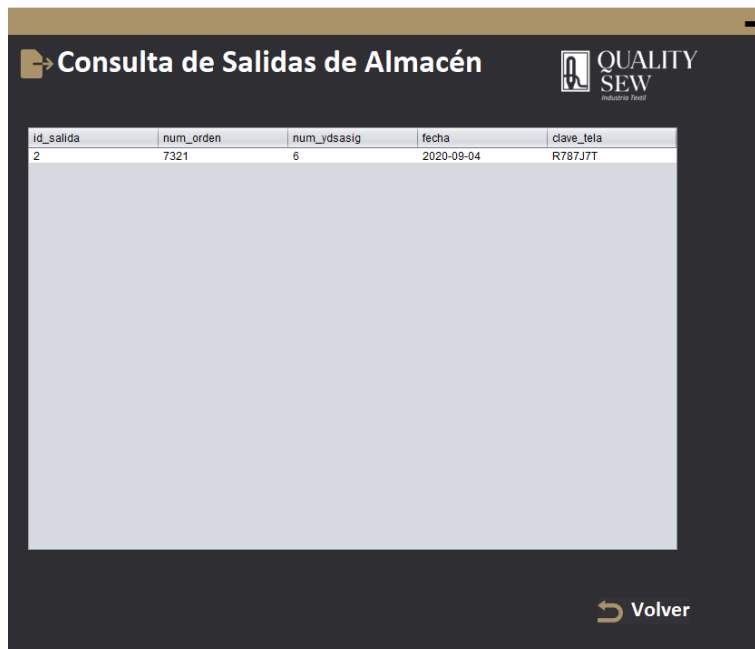 Consulta de Salidas de Almacén
QUALITY
SEW
Industria Textil
id_salida num_orden num_ydsasig fecha clave_tela
2 7321 6 2020-09-04 R787J7T
Volver